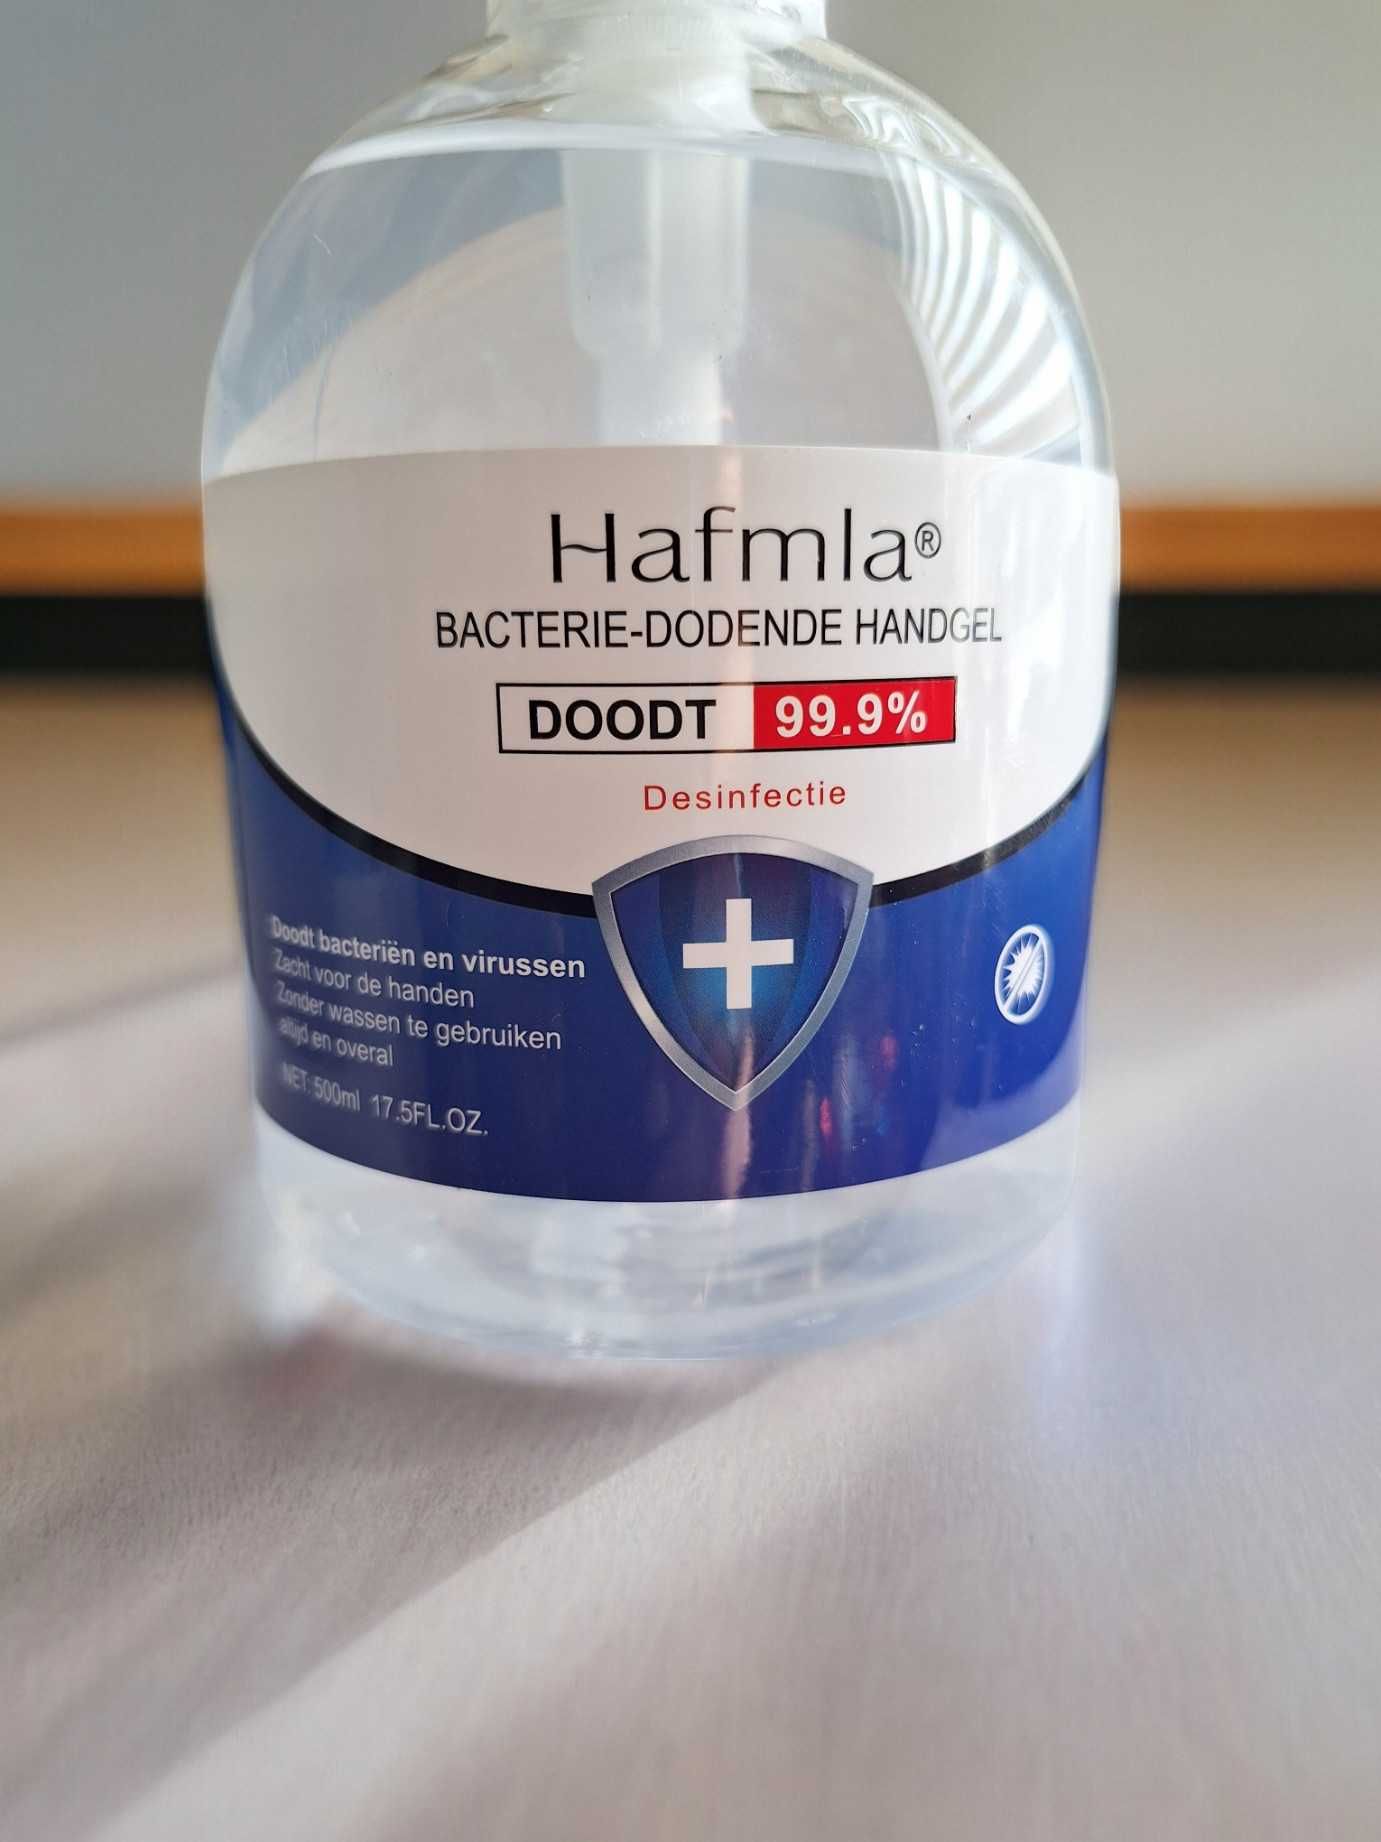 Hafmla®
BACTERIE-DODENDE HANDGEL
DOODT 99.9%
Desinfectie
Doodt bacteriën en virussen
Zacht voor de handen
Zonder wassen te gebruiken
altijd en overal
NET: 500ml 17.5FL.OZ.